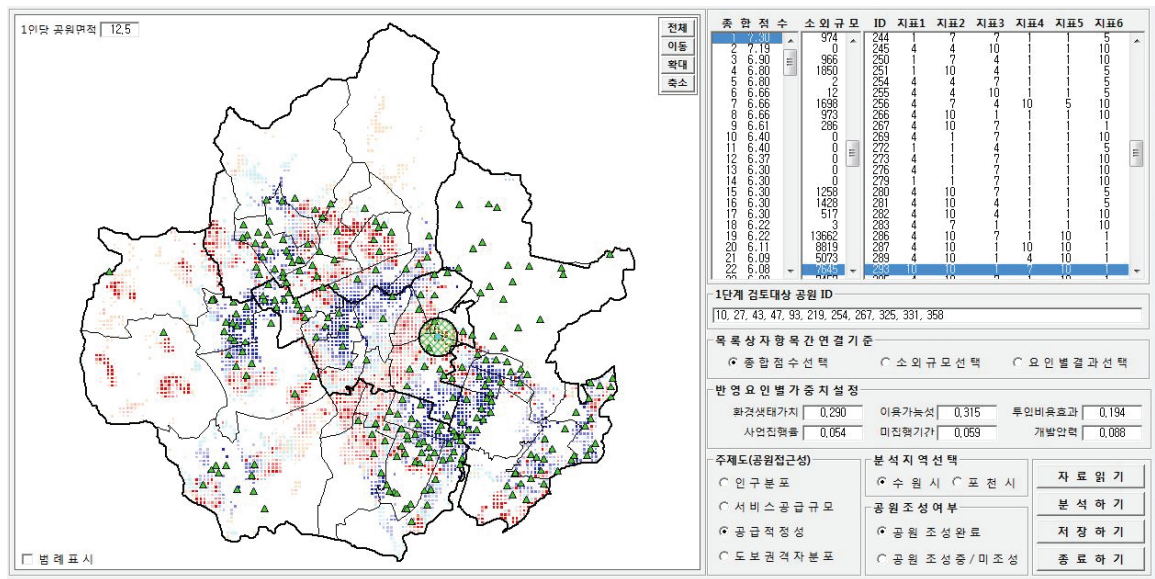 1인당 공원면적 12,5
전체
이동
확대
축소
범 례 표 시
종 합 점 수 소 외 규 모 ID 지표1 지표2 지표3 지표4 지표5 지표6
1 7.30 974 244 1 7 7 1 1 5
2 7.19 0 245 4 4 10 1 1 10
3 6.90 966 250 1 7 4 1 1 10
4 6.80 1850 251 1 10 4 1 1 5
5 6.80 2 254 4 4 7 1 1 5
6 6.66 12 255 4 4 10 1 1 5
7 6.66 1698 256 4 7 4 10 5 10
8 6.66 973 266 4 10 1 1 1 10
9 6.61 286 267 4 10 7 1 1 1
10 6.40 0 269 4 1 7 1 1 10
11 6.40 0 272 1 1 4 1 1 5
12 6.37 0 273 4 1 7 1 1 10
13 6.30 0 276 4 1 7 1 1 10
14 6.30 0 279 1 1 7 1 1 10
15 6.30 1258 280 4 10 7 1 1 5
16 6.30 1428 281 4 10 4 1 1 5
17 6.30 517 282 4 10 4 1 1 10
18 6.22 3 283 4 7 1 1 1 10
19 6.22 13662 286 4 10 1 1 10 1
20 6.11 8819 287 4 10 1 10 10 1
21 6.09 5073 289 4 10 1 4 10 1
22 6.08 7645 293 10 10 1 7 10 1
1단계 검토대상 공원 ID
10, 27, 43, 47, 93, 219, 254, 267, 325, 331, 358
목 록 상 자 항 목 간 연 결 기 준
종 합 점 수 선 택 소 외 규 모 선 택 요 인 별 결 과 선 택
반 영 요 인 별 가 중 치 설 정
환경생태가치 0,290 이용가능성 0,315 투입비용효과 0,194
사업집행률 0,054 미집행기간 0,059 개발압력 0,088
주제도(공원접근성)
인 구 분 포
서 비 스 공 급 규 모
공 급 적 정 성
도 보 권 격 자 분 포
분 석 지 역 선 택
수 원 시 포 천 시
공 원 조 성 여 부
공 원 조 성 완 료
공 원 조 성 중 / 미 조 성
자 료 읽 기
분 석 하 기
저 장 하 기
종 료 하 기